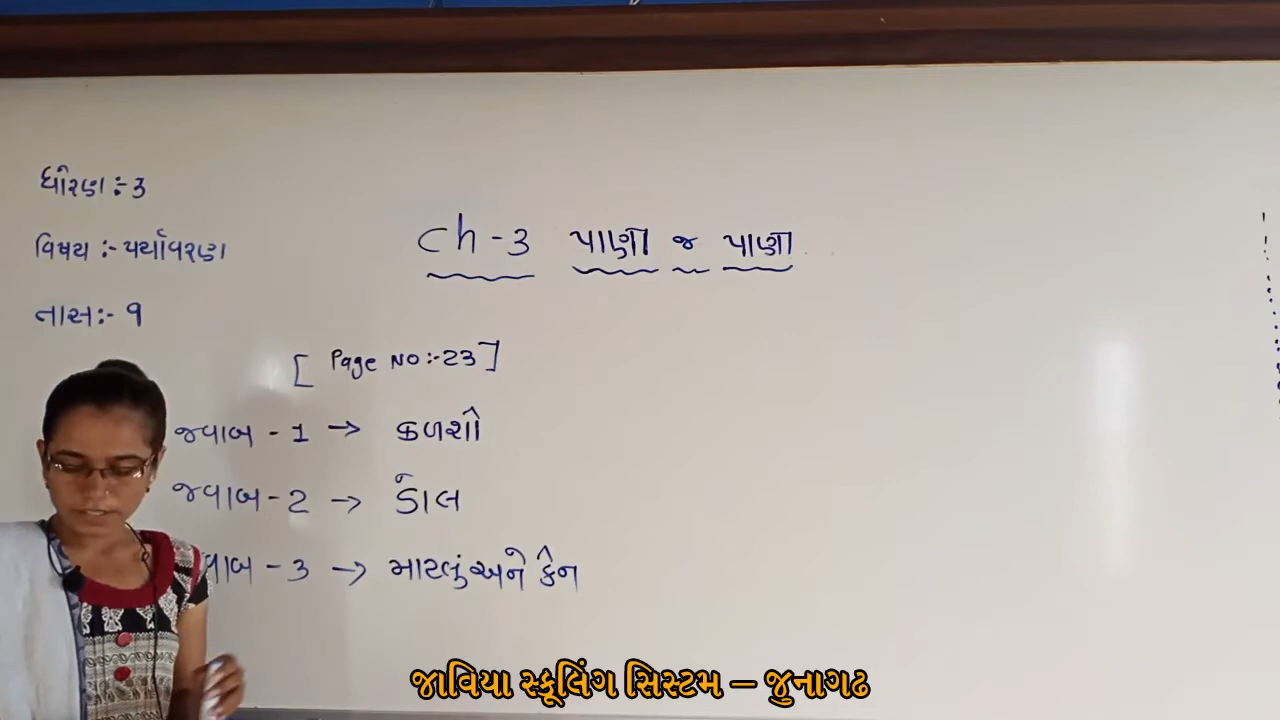 ધોરણ :- 3
વિષય :- પર્યાવરણ
તાસ :- ૧
Ch - 3 પાણી જ પાણી
[ Page No :- 23 ]
જવાબ - 1 → કળશો
જવાબ - 2 → ડોલ
વાબ - 3 → માટલું અને કેન
જાવિયા સ્કૂલિંગ સિસ્ટમ – જુનાગઢ